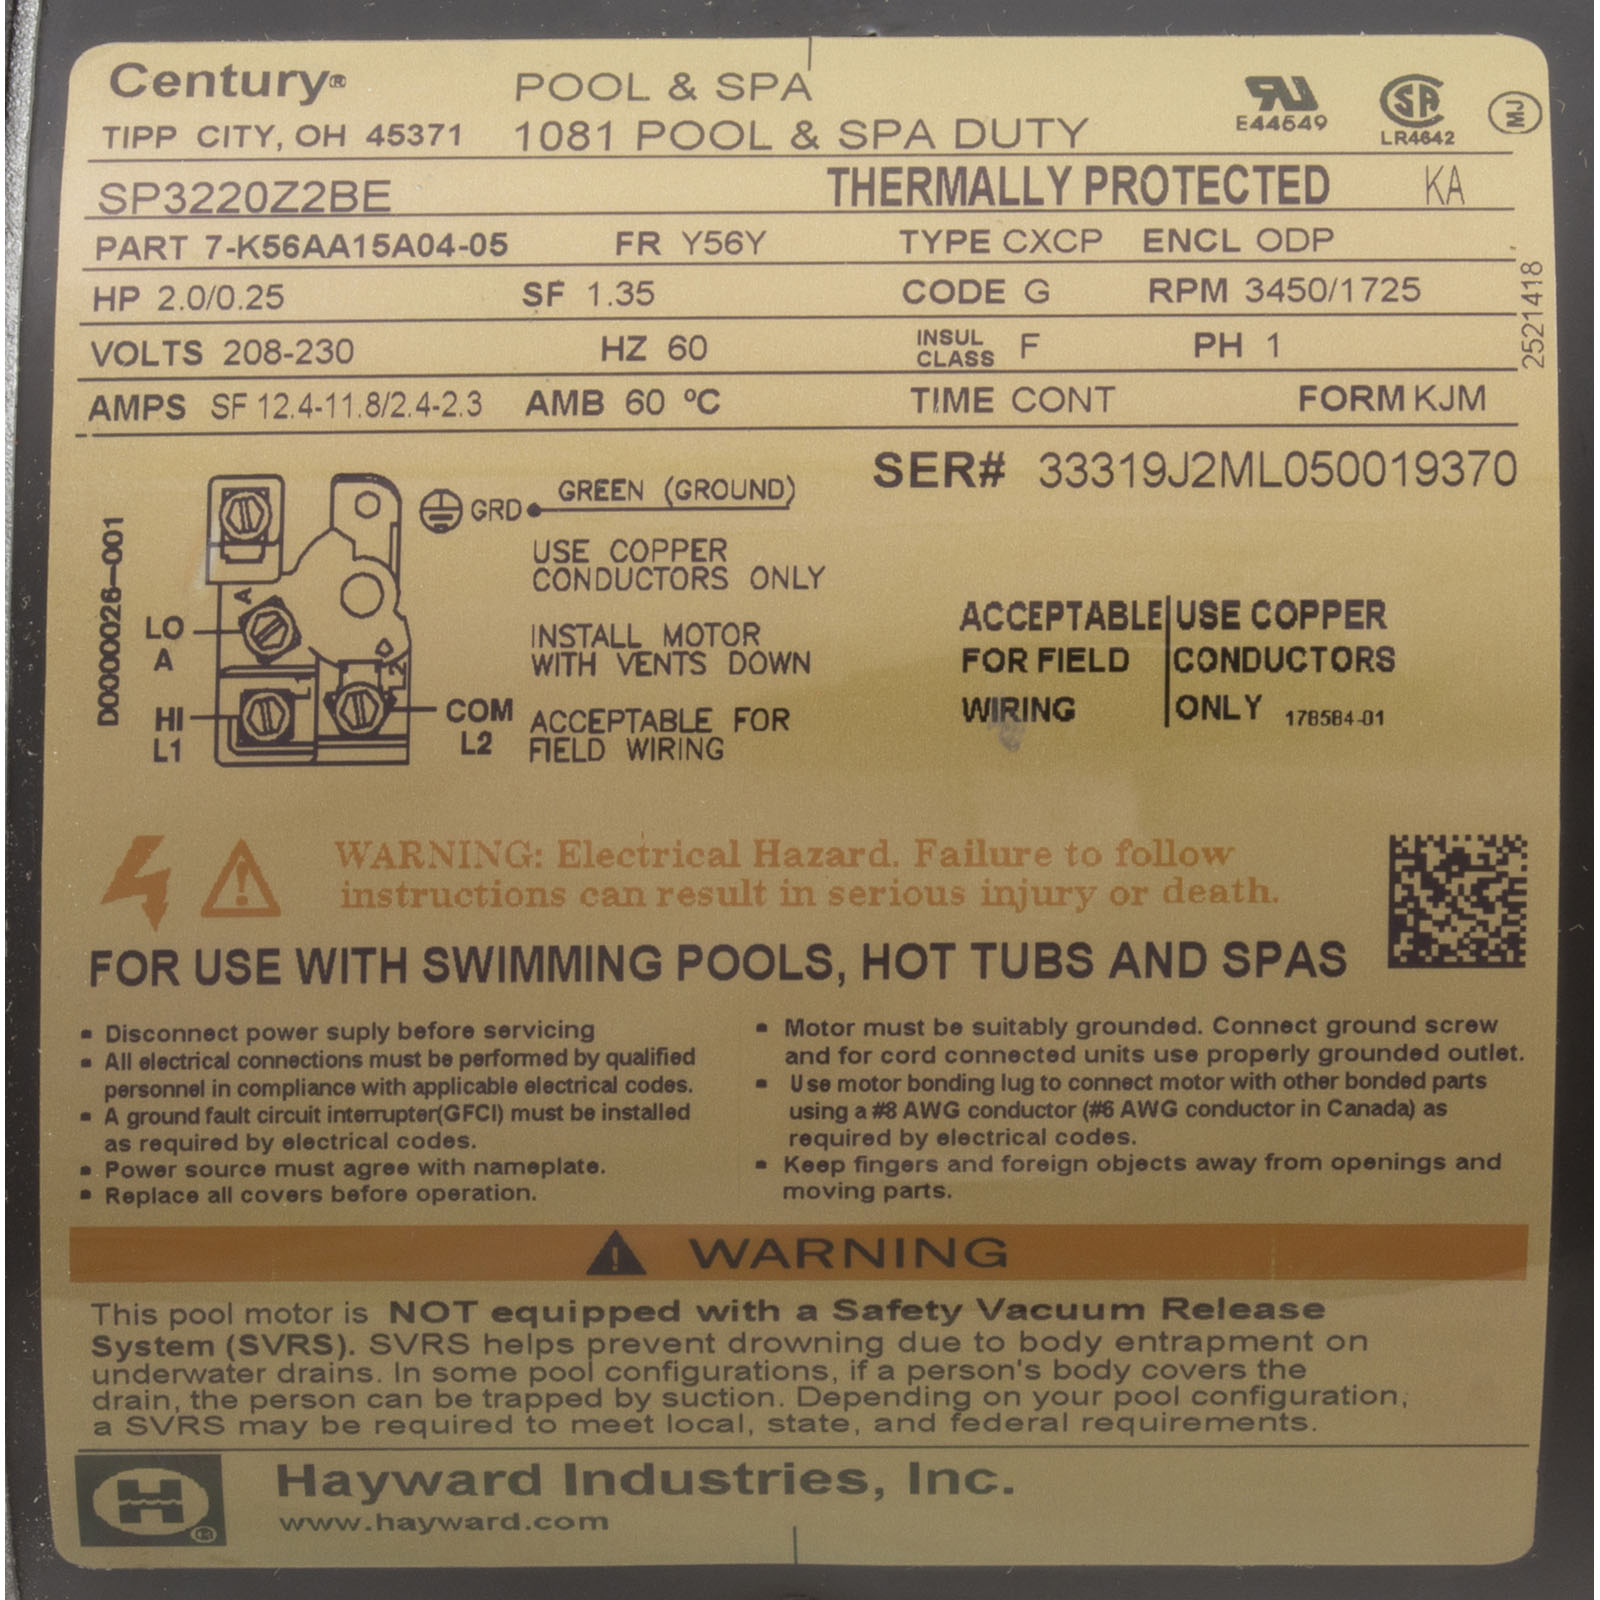 Century®
POOL & SPA
TIPP CITY, OH 45371
1081 POOL & SPA DUTY
E44549
LR4642
MJ
SP3220Z2BE
THERMALLY PROTECTED
KA
PART 7-K56AA15A04-05 FR Y56Y TYPE CXCP ENCL ODP
HP 2.0/0.25 SF 1.35 CODE G RPM 3450/1725
VOLTS 208-230 HZ 60 INSUL CLASS F PH 1
AMPS SF 12.4-11.8/2.4-2.3 AMB 60 ºC TIME CONT FORM KJM
2521418
SER# 33319J2ML050019370
D000026-001
GRD
GREEN (GROUND)
USE COPPER
CONDUCTORS ONLY
INSTALL MOTOR
WITH VENTS DOWN
ACCEPTABLE FOR
FIELD WIRING
A
LO
A
HI
L1
L1
L2
COM
L2
ACCEPTABLE
FOR FIELD
WIRING
USE COPPER
CONDUCTORS
ONLY 178584-01
WARNING: Electrical Hazard. Failure to follow
instructions can result in serious injury or death.
FOR USE WITH SWIMMING POOLS, HOT TUBS AND SPAS
▪ Disconnect power suply before servicing
▪ All electrical connections must be performed by qualified
personnel in compliance with applicable electrical codes.
▪ A ground fault circuit interrupter(GFCI) must be installed
as required by electrical codes.
▪ Power source must agree with nameplate.
▪ Replace all covers before operation.
▪ Motor must be suitably grounded. Connect ground screw
and for cord connected units use properly grounded outlet.
▪ Use motor bonding lug to connect motor with other bonded parts
using a #8 AWG conductor (#6 AWG conductor in Canada) as
required by electrical codes.
▪ Keep fingers and foreign objects away from openings and
moving parts.
WARNING
This pool motor is NOT equipped with a Safety Vacuum Release
System (SVRS). SVRS helps prevent drowning due to body entrapment on
underwater drains. In some pool configurations, if a person's body covers the
drain, the person can be trapped by suction. Depending on your pool configuration,
a SVRS may be required to meet local, state, and federal requirements.
H
Hayward Industries, Inc.
www.hayward.com